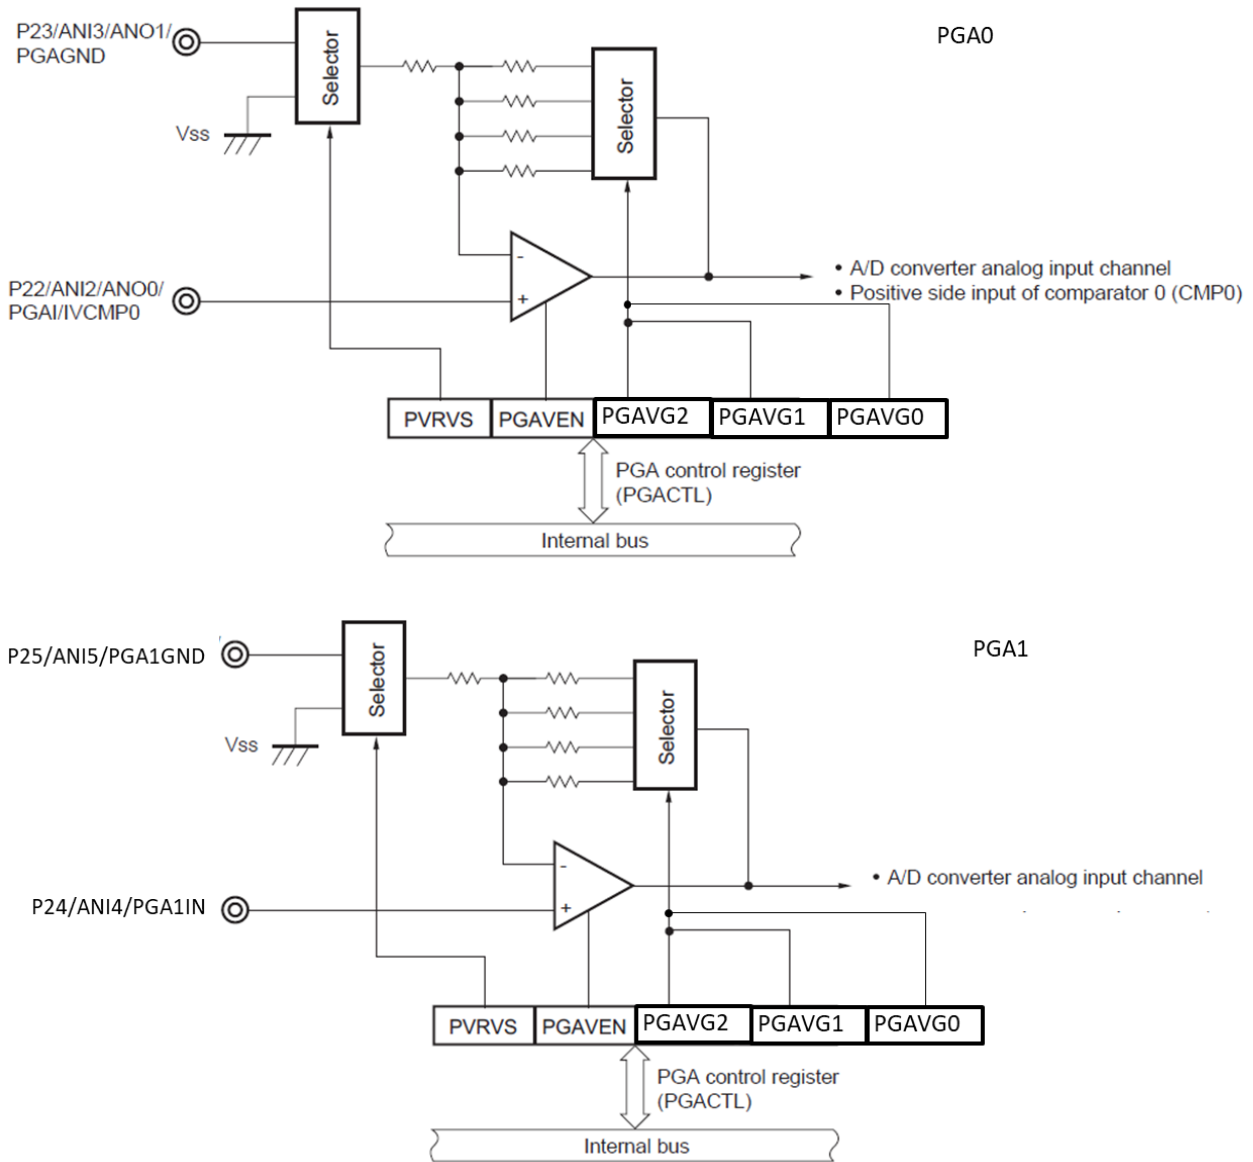 P23/ANI3/ANO1/
PGAGND
Selector
Vss
Selector
PGA0
-
+
P22/ANI2/ANO0/
PGAI/IVCMP0
• A/D converter analog input channel
• Positive side input of comparator 0 (CMP0)
PVRVS PGAVEN PGAVG2 PGAVG1 PGAVG0
PGA control register
(PGACTL)
Internal bus
P25/ANI5/PGA1GND
Selector
Vss
Selector
PGA1
-
+
P24/ANI4/PGA1IN
• A/D converter analog input channel
PVRVS PGAVEN PGAVG2 PGAVG1 PGAVG0
PGA control register
(PGACTL)
Internal bus